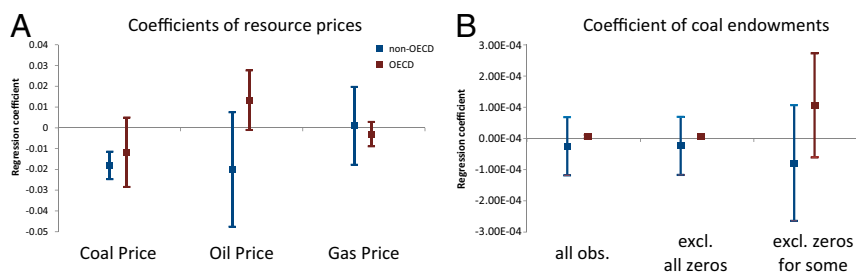 A
Coefficients of resource prices
non-OECD
OECD
Regression coefficient
0.04
0.03
0.02
0.01
0
-0.01
-0.02
-0.03
-0.04
-0.05
Coal Price
Oil Price
Gas Price
B
Coefficient of coal endowments
Regression coefficient
3.00E-04
2.00E-04
1.00E-04
0.00E+00
-1.00E-04
-2.00E-04
-3.00E-04
all obs.
excl.
all zeros
excl. zeros
for some